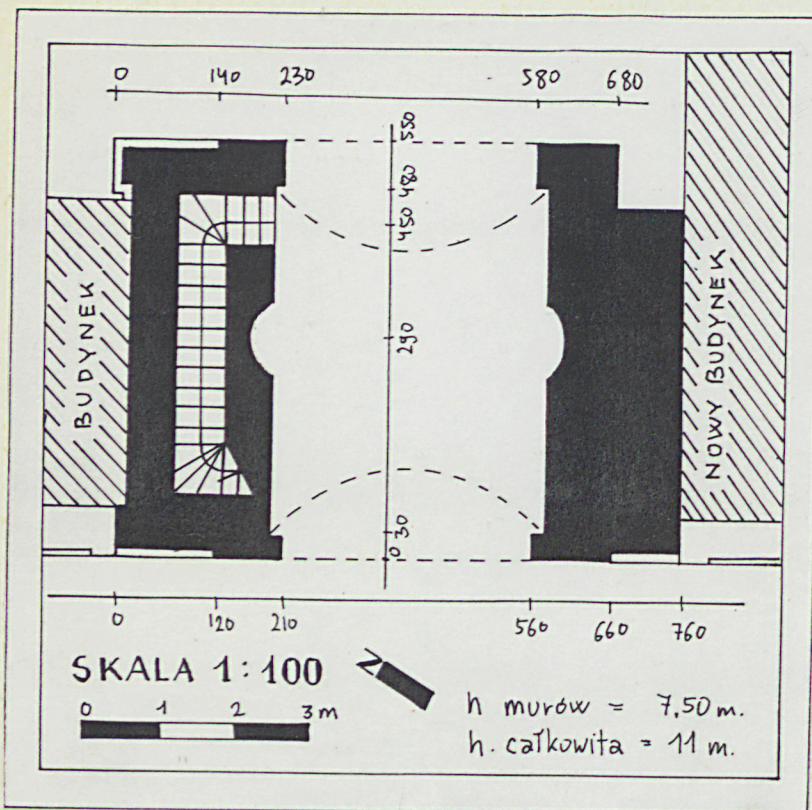 0 140 230 580 680
550
480
450
290
30
0
BUDYNEK
NOWY BUDYNEK
0 120 210 560 660 760
SKALA 1:100
0 1 2 3 m
N
h murów = 7,50 m.
h. całkowita = 11 m.